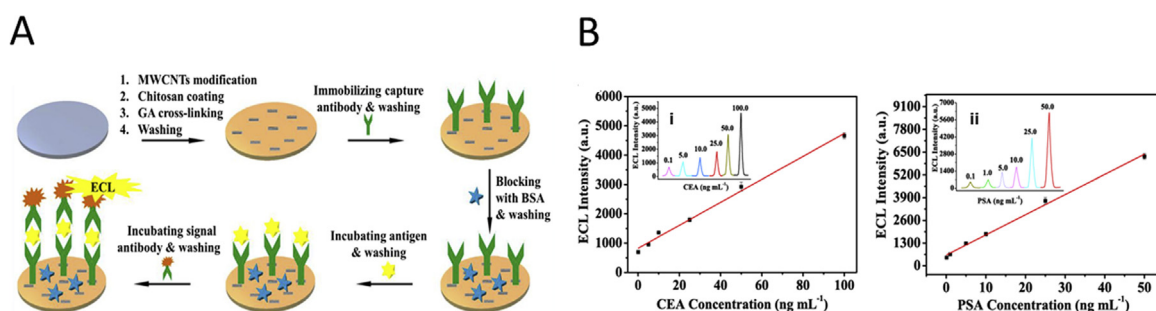 A
1. MWCNTs modification
2. Chitosan coating
3. GA cross-linking
4. Washing
Immobilizing capture
antibody & washing
Blocking
with BSA
& washing
Incubating antigen
& washing
Incubating signal
antibody & washing
ECL
B
ECL Intensity (a.u.)
6000
5000
4000
3000
2000
1000
0
0 20 40 60 80 100
CEA Concentration (ng mL⁻¹)
i
ECL Intensity (a.u.)
5000
4000
3000
2000
1000
0
0.1 5.0 10.0 25.0 50.0 100.0
CEA (ng mL⁻¹)
ECL Intensity (a.u.)
9100
7800
6500
5200
3900
2600
1300
0
0 10 20 30 40 50
PSA Concentration (ng mL⁻¹)
ii
ECL Intensity (a.u.)
7500
6000
4500
3000
1500
0
0.1 1.0 5.0 10.0 25.0 50.0
PSA (ng mL⁻¹)